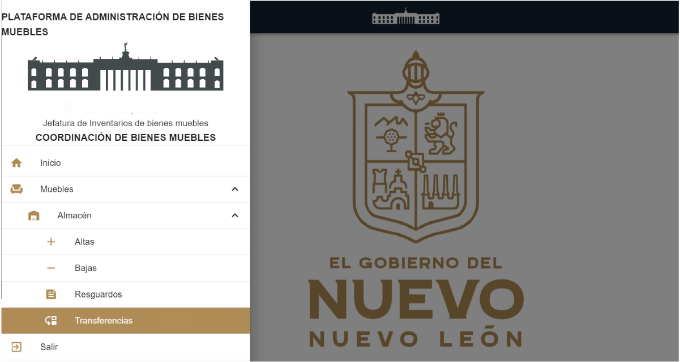 PLATAFORMA DE ADMINISTRACIÓN DE BIENES
MUEBLES
Jefatura de Inventarios de bienes muebles
COORDINACIÓN DE BIENES MUEBLES
Inicio
Muebles
Almacén
Altas
Bajas
Resguardos
Transferencias
Salir
EL GOBIERNO DEL
NUEVO
NUEVO LEÓN